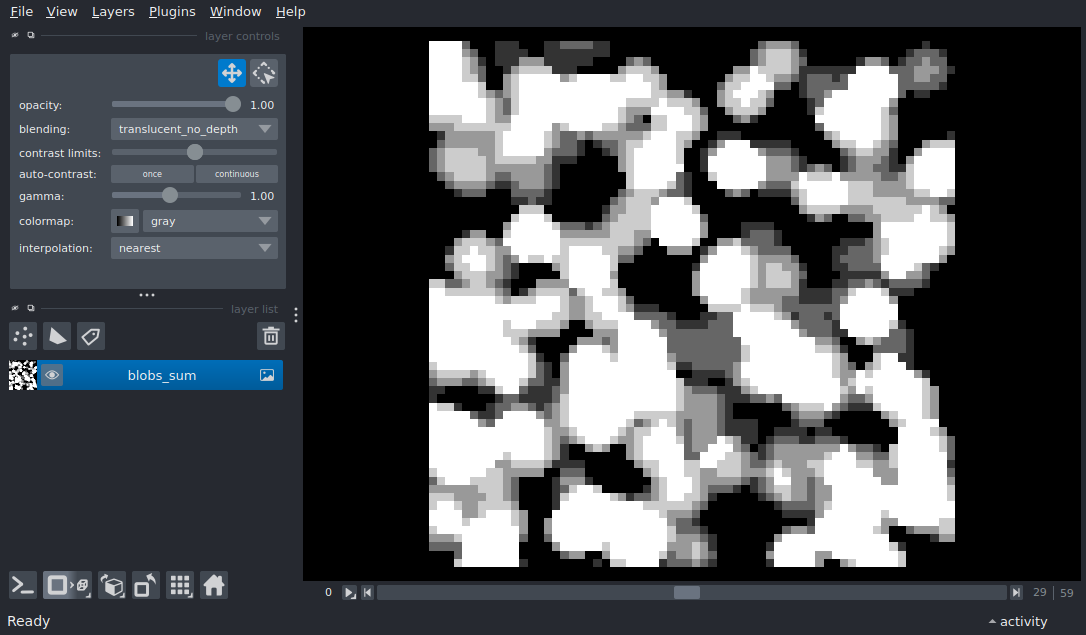 File View Layers Plugins Window Help
layer controls
opacity: 1.00
blending: translucent_no_depth
contrast limits:
auto-contrast: once continuous
gamma: 1.00
colormap: gray
interpolation: nearest
layer list
blobs_sum
0 29 59
Ready activity